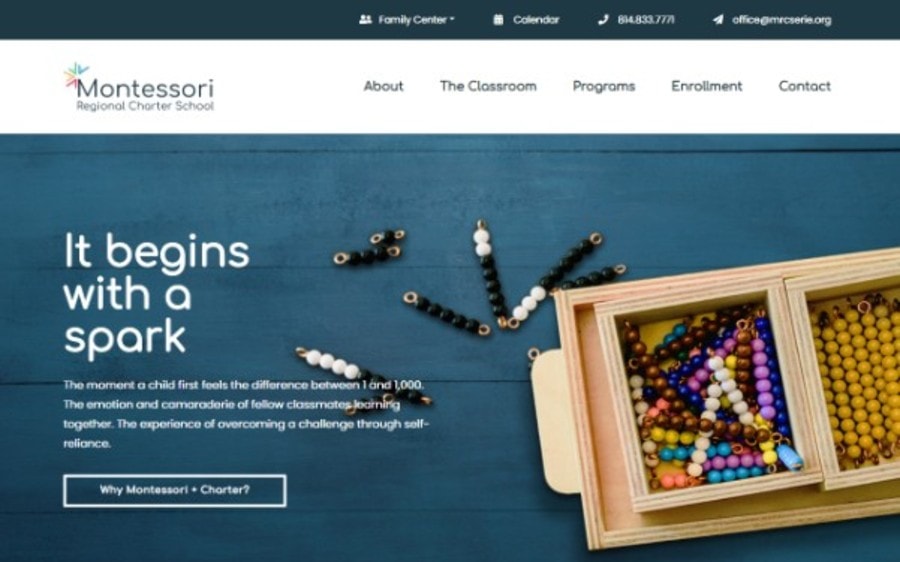 Family Center
Calendar
814.833.7771
office@mrcserie.org
Montessori
Regional Charter School
About
The Classroom
Programs
Enrollment
Contact
It begins
with a
spark
The moment a child first feels the difference between 1 and 1,000.
The emotion and camaraderie of fellow classmates learning
together. The experience of overcoming a challenge through self-
reliance.
Why Montessori + Charter?